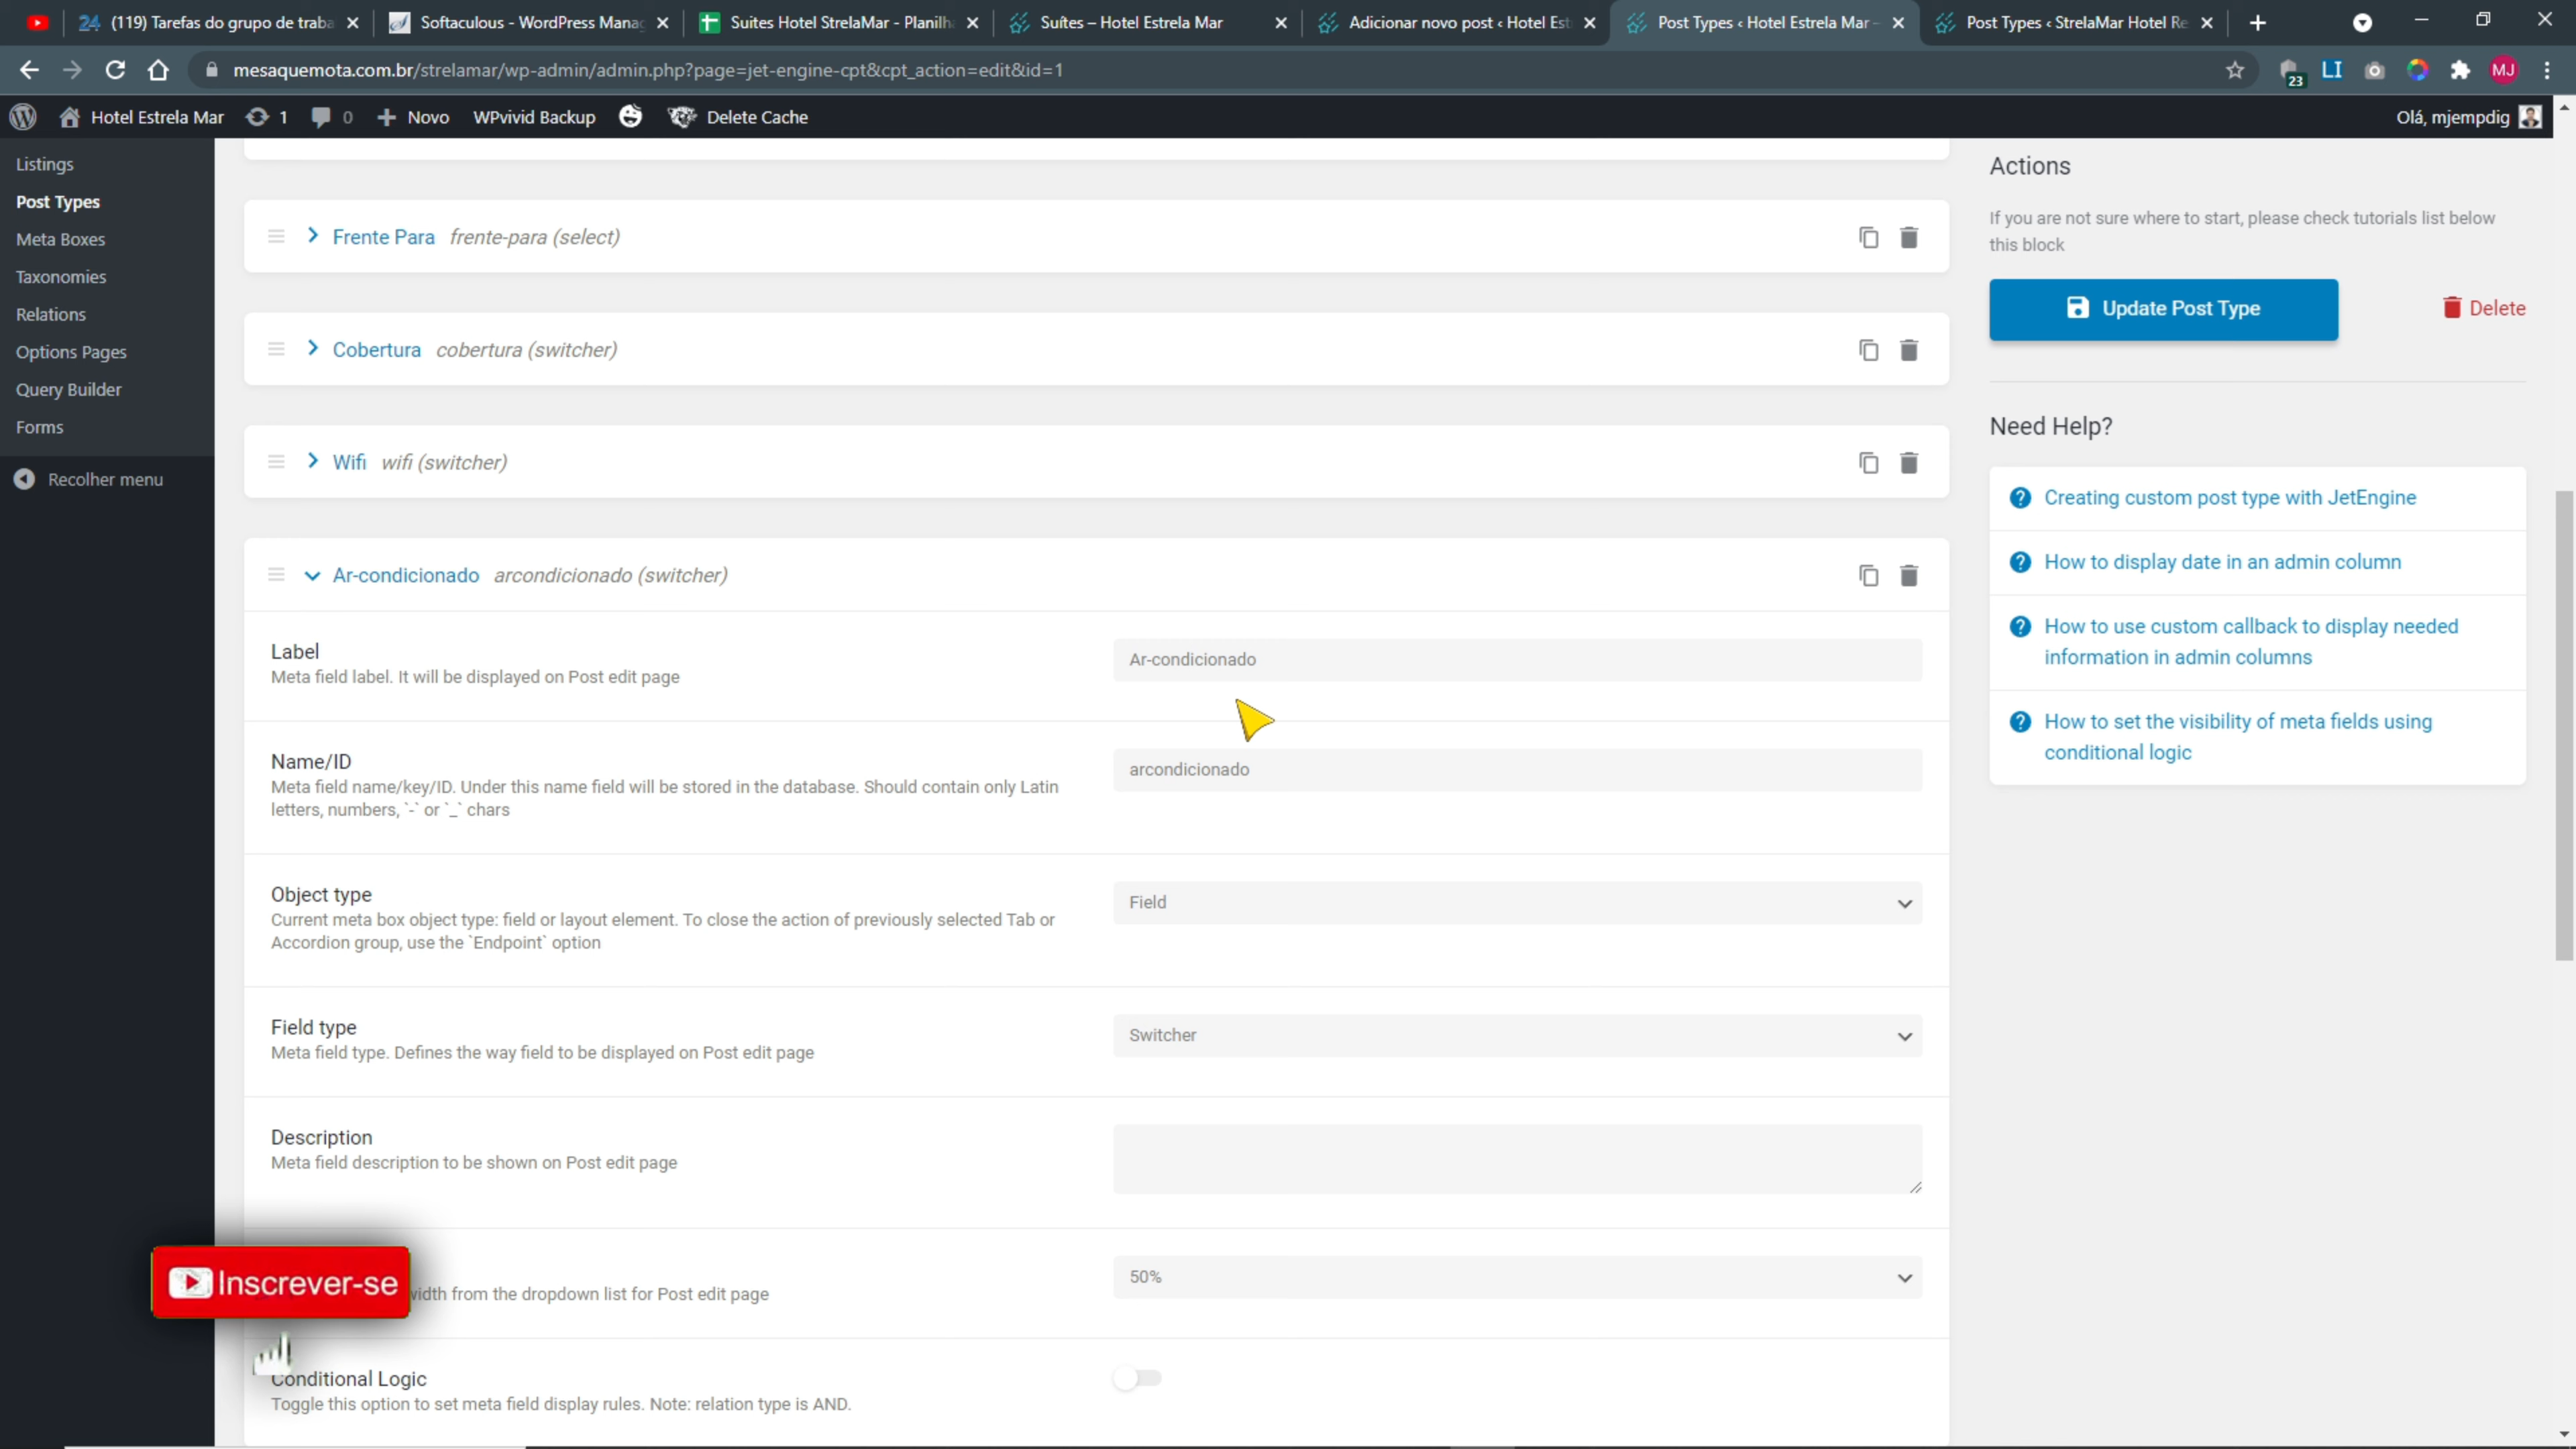 24 (119) Tarefas do grupo de traba
Softaculous - WordPress Manag
Suites Hotel StrelaMar - Planilha
Suítes – Hotel Estrela Mar
Adicionar novo post ‹ Hotel Est
Post Types ‹ Hotel Estrela Mar –
Post Types ‹ StrelaMar Hotel Re
mesaquemota.com.br/strelamar/wp-admin/admin.php?page=jet-engine-cpt&cpt_action=edit&id=1
23
LI
MJ
Hotel Estrela Mar
1
0
Novo
WPvivid Backup
Delete Cache
Olá, mjempdig
Listings
Post Types
Meta Boxes
Taxonomies
Relations
Options Pages
Query Builder
Forms
Recolher menu
Frente Para frente-para (select)
Cobertura cobertura (switcher)
Wifi wifi (switcher)
Ar-condicionado arcondicionado (switcher)
Label
Meta field label. It will be displayed on Post edit page
Ar-condicionado
Name/ID
Meta field name/key/ID. Under this name field will be stored in the database. Should contain only Latin
letters, numbers, `-` or `_` chars
arcondicionado
Object type
Current meta box object type: field or layout element. To close the action of previously selected Tab or
Accordion group, use the `Endpoint` option
Field
Field type
Meta field type. Defines the way field to be displayed on Post edit page
Switcher
Description
Meta field description to be shown on Post edit page
Inscrever-se
width from the dropdown list for Post edit page
50%
Conditional Logic
Toggle this option to set meta field display rules. Note: relation type is AND.
Actions
If you are not sure where to start, please check tutorials list below
this block
Update Post Type
Delete
Need Help?
Creating custom post type with JetEngine
How to display date in an admin column
How to use custom callback to display needed
information in admin columns
How to set the visibility of meta fields using
conditional logic